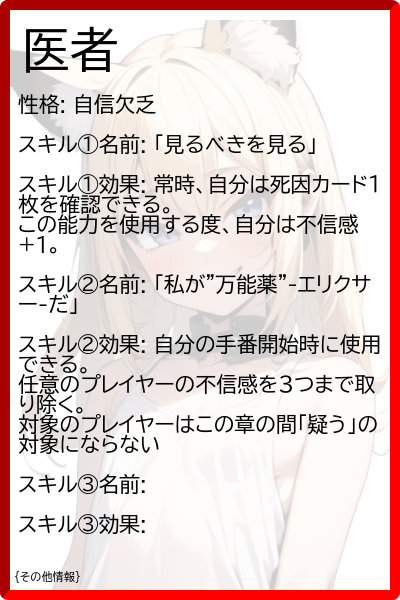 医者
性格: 自信欠乏
スキル①名前: 「見るべきを見る」
スキル①効果: 常時、自分は死因カード1
枚を確認できる。
この能力を使用する度、自分は不信感
+1。
スキル②名前: 「私が"万能薬"-エリクサ
ー-だ」
スキル②効果: 自分の手番開始時に使用
できる。
任意のプレイヤーの不信感を3つまで取
り除く。
対象のプレイヤーはこの章の間「疑う」の
対象にならない
スキル③名前:
スキル③効果:
{その他情報}